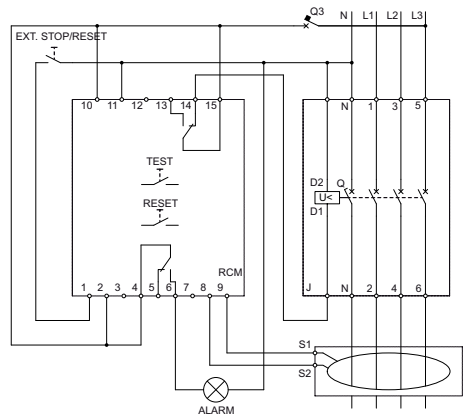 Q3 N L1 L2 L3
EXT. STOP/RESET
10 11 12 13 14 15 N 1 3 5
TEST
D2 Q
U<
D1
RESET
RCM
1 2 3 4 5 6 7 8 9 J N 2 4 6
S1
S2
ALARM